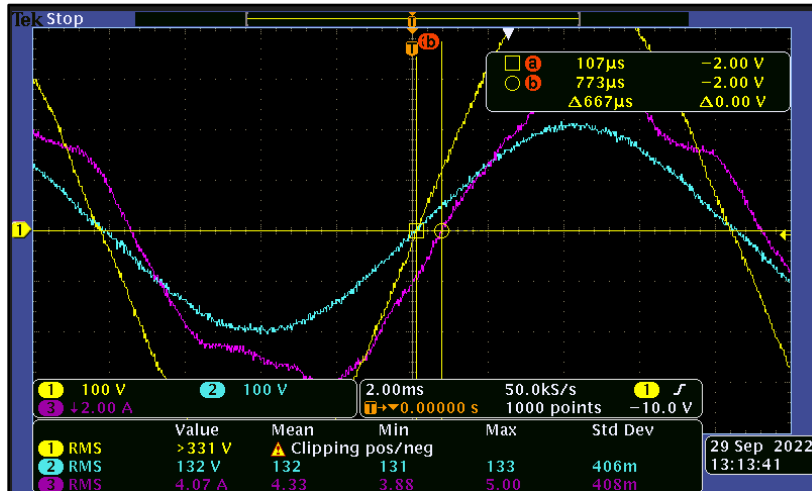 Tek Stop
T
T b
a 107µs −2.00 V
b 773µs −2.00 V
Δ667µs Δ0.00 V
1
1 100 V 2 100 V
3 ↓2.00 A
2.00ms 50.0kS/s 1
T→▼0.00000 s 1000 points −10.0 V
Value Mean Min Max Std Dev
1 RMS >331 V Clipping pos/neg
2 RMS 132 V 132 131 133 406m
3 RMS 4.07 A 4.33 3.88 5.00 408m
29 Sep 2022
13:13:41